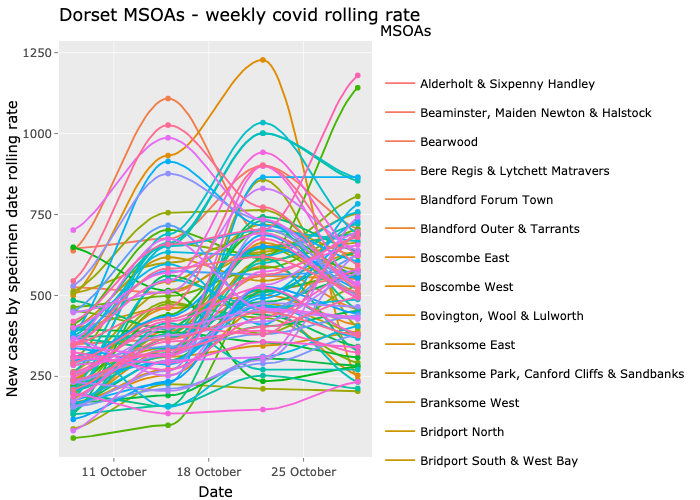 Dorset MSOAs - weekly covid rolling rate
MSOAs
New cases by specimen date rolling rate
1250
1000
750
500
250
11 October
18 October
25 October
Date
Alderholt & Sixpenny Handley
Beaminster, Maiden Newton & Halstock
Bearwood
Bere Regis & Lytchett Matravers
Blandford Forum Town
Blandford Outer & Tarrants
Boscombe East
Boscombe West
Bovington, Wool & Lulworth
Branksome East
Branksome Park, Canford Cliffs & Sandbanks
Branksome West
Bridport North
Bridport South & West Bay